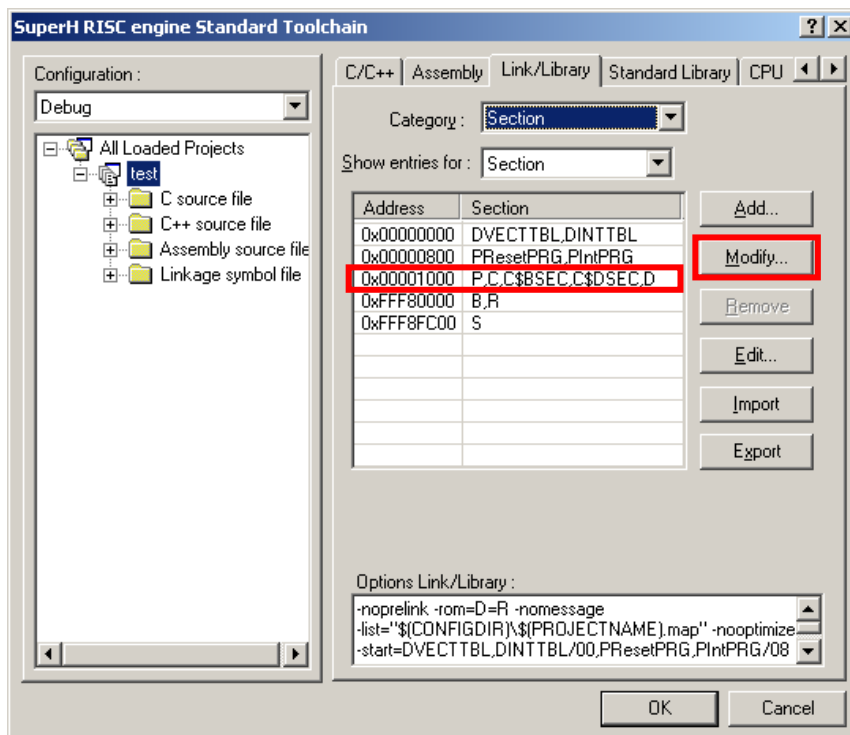 SuperH RISC engine Standard Toolchain
Configuration :
Debug
All Loaded Projects
test
C source file
C++ source file
Assembly source file
Linkage symbol file
C/C++ Assembly Link/Library Standard Library CPU
Category : Section
Show entries for : Section
Address Section
0x00000000 DVECTTBL,DINTTBL
0x00000800 PResetPRG,PIntPRG
0x00001000 P,C,C$BSEC,C$DSEC,D
0xFFF80000 B,R
0xFFF8FC00 S
Add...
Modify...
Remove
Edit...
Import
Export
Options Link/Library :
-noprelink -rom=D=R -nomessage
-list="$(CONFIGDIR)\$(PROJECTNAME).map" -nooptimize
-start=DVECTTBL,DINTTBL/00,PResetPRG,PIntPRG/08
OK Cancel